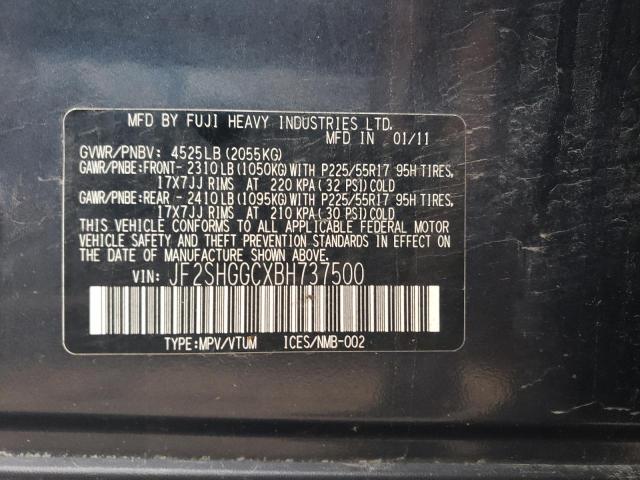 MFD BY FUJI HEAVY INDUSTRIES LTD.
MFD IN 01/11
GVWR/PNBV: 4525LB (2055KG)
GAWR/PNBE:FRONT- 2310LB (1050KG) WITH P225/55R17 95H TIRES,
17X7JJ RIMS AT 220 KPA( 32 PSI) COLD
GAWR/PNBE:REAR - 2410LB (1095KG) WITH P225/55R17 95H TIRES,
17X7JJ RIMS AT 210 KPA( 30 PSI) COLD
THIS VEHICLE CONFORMS TO ALL APPLICABLE FEDERAL MOTOR
VEHICLE SAFETY AND THEFT PREVENTION STANDARDS IN EFFECT ON
THE DATE OF MANUFACTURE SHOWN ABOVE.
VIN: JF2SHGGCXBH737500
TYPE:MPV/VTUM ICES/NMB-002